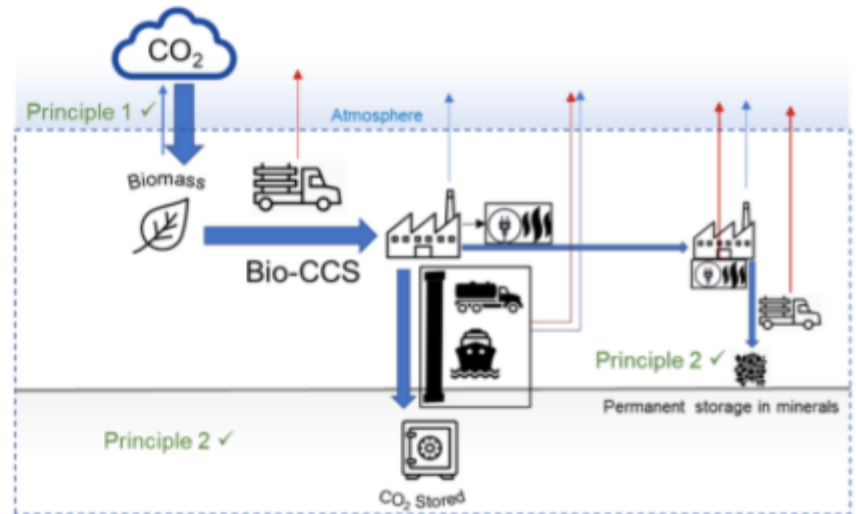 CO₂
Principle 1 ✓
Atmosphere
Biomass
Bio-CCS
Principle 2 ✓
Permanent storage in minerals
Principle 2 ✓
CO₂ Stored